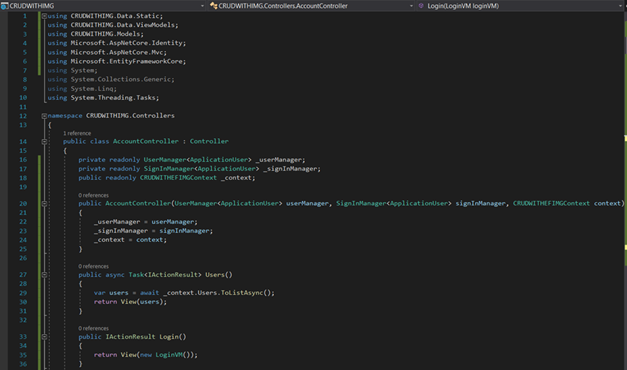 CRUDWITHIMG CRUDWITHIMG.Controllers.AccountController Login(LoginVM loginVM)
1 using CRUDWITHIMG.Data.Static;
2 using CRUDWITHIMG.Data.ViewModels;
3 using CRUDWITHIMG.Models;
4 using Microsoft.AspNetCore.Identity;
5 using Microsoft.AspNetCore.Mvc;
6 using Microsoft.EntityFrameworkCore;
7 using System;
8 using System.Collections.Generic;
9 using System.Linq;
10 using System.Threading.Tasks;
11
12 namespace CRUDWITHIMG.Controllers
13 {
1 reference
14 public class AccountController : Controller
15 {
16 private readonly UserManager<ApplicationUser> _userManager;
17 private readonly SignInManager<ApplicationUser> _signInManager;
18 public readonly CRUDWITHEFIMGContext _context;
19
0 references
20 public AccountController(UserManager<ApplicationUser> userManager, SignInManager<ApplicationUser> signInManager, CRUDWITHEFIMGContext context)
21 {
22 _userManager = userManager;
23 _signInManager = signInManager;
24 _context = context;
25 }
26
0 references
27 public async Task<IActionResult> Users()
28 {
29 var users = await _context.Users.ToListAsync();
30 return View(users);
31 }
32
0 references
33 public IActionResult Login()
34 {
35 return View(new LoginVM());
36 }